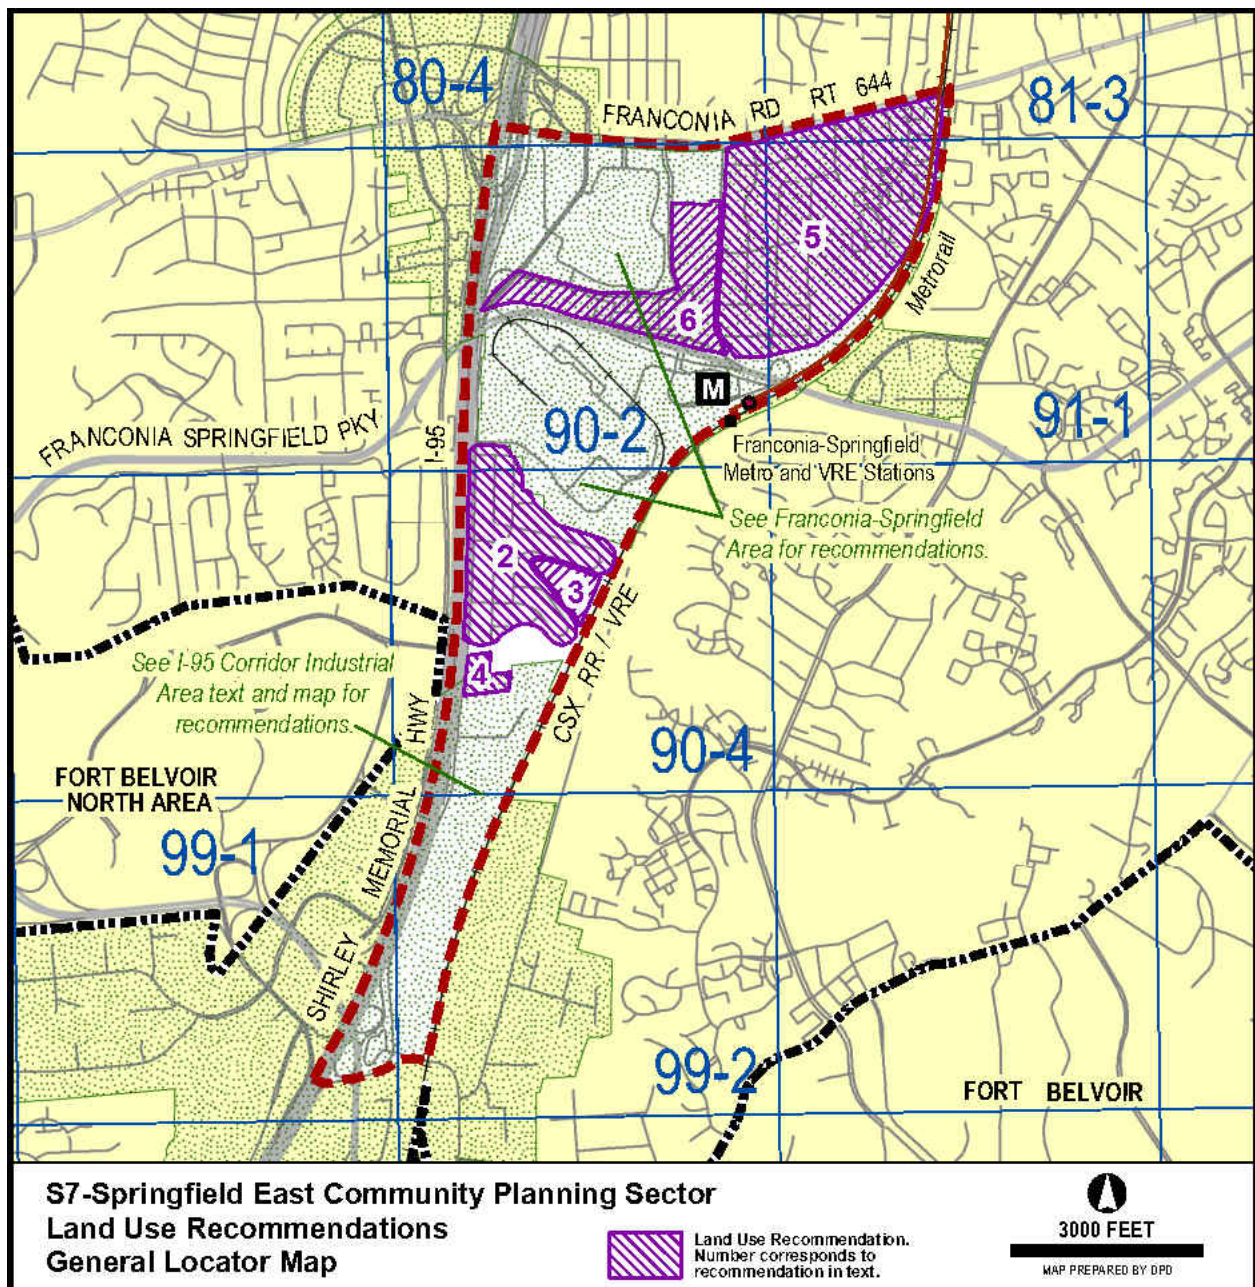 80-4
FRANCONIA RD RT 644
81-3
5
Metrorail
6
M
90-2
91-1
FRANCONIA SPRINGFIELD PKY
I-95
Franconia-Springfield
Metro and VRE Stations
See Franconia-Springfield
Area for recommendations.
2
3
4
CSX RR / VRE
See I-95 Corridor Industrial
Area text and map for
recommendations.
90-4
FORT BELVOIR
NORTH AREA
99-1
SHIRLEY MEMORIAL HWY
99-2
FORT BELVOIR
S7-Springfield East Community Planning Sector
Land Use Recommendations
General Locator Map
Land Use Recommendation.
Number corresponds to
recommendation in text.
3000 FEET
MAP PREPARED BY DPD